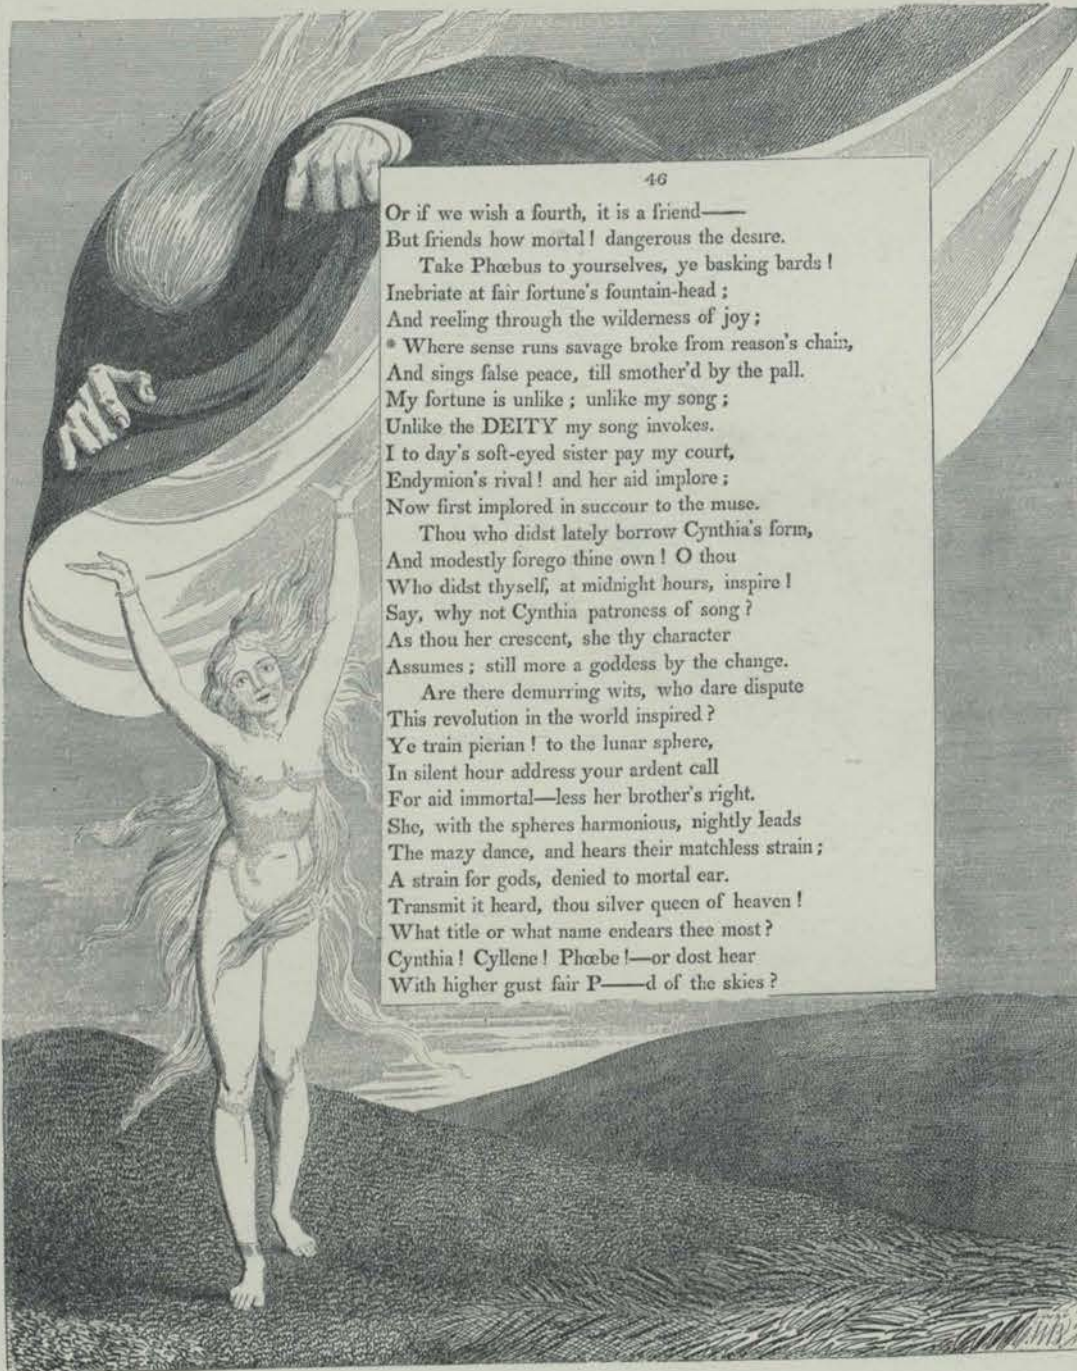 46
Or if we wish a fourth, it is a friend——
But friends how mortal! dangerous the desire.
Take Phœbus to yourselves, ye basking bards!
Inebriate at fair fortune's fountain-head;
And reeling through the wilderness of joy;
* Where sense runs savage broke from reason's chain,
And sings false peace, till smother'd by the pall.
My fortune is unlike; unlike my song;
Unlike the DEITY my song invokes.
I to day's soft-eyed sister pay my court,
Endymion's rival! and her aid implore;
Now first implored in succour to the muse.
Thou who didst lately borrow Cynthia's form,
And modestly forego thine own! O thou
Who didst thyself, at midnight hours, inspire!
Say, why not Cynthia patroness of song?
As thou her crescent, she thy character
Assumes; still more a goddess by the change.
Are there demurring wits, who dare dispute
This revolution in the world inspired?
Ye train pierian! to the lunar sphere,
In silent hour address your ardent call
For aid immortal—less her brother's right.
She, with the spheres harmonious, nightly leads
The mazy dance, and hears their matchless strain;
A strain for gods, denied to mortal ear.
Transmit it heard, thou silver queen of heaven!
What title or what name endears thee most?
Cynthia! Cyllene! Phœbe!—or dost hear
With higher gust fair P——d of the skies?